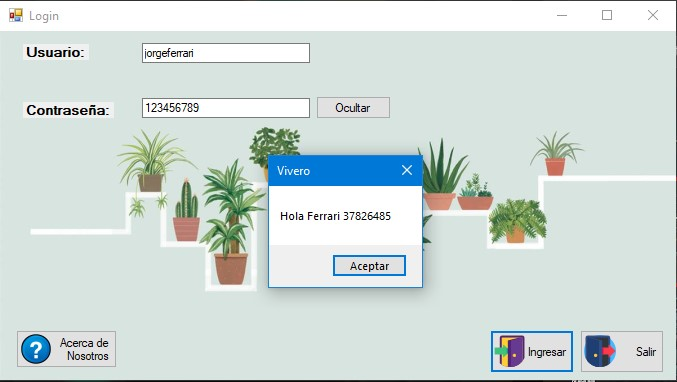 Login
Usuario:
jorgeferrari
Contraseña:
123456789
Ocultar
Vivero
Hola Ferrari 37826485
Aceptar
?
Acerca de
Nosotros
Ingresar
Salir